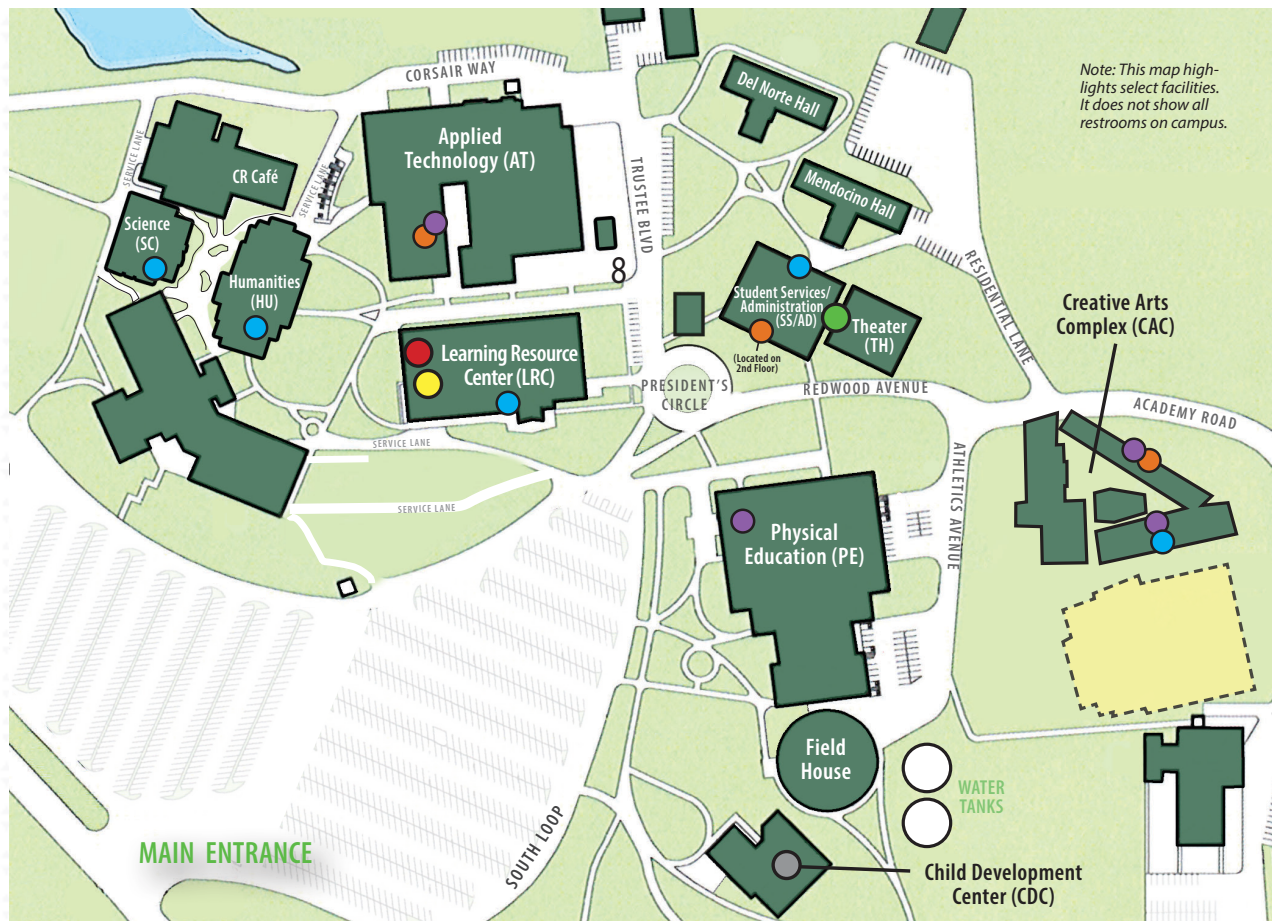 CORSAIR WAY
Note: This map high-
lights select facilities.
It does not show all
restrooms on campus.
Del Norte Hall
Applied
Technology (AT)
SERVICE LANE
CR Café
SERVICE LANE
TRUSTEE BLVD
Mendocino Hall
Science
(SC)
Humanities
(HU)
8
RESIDENTIAL LANE
Student Services/
Administration
(SS/AD)
Theater
(TH)
(Located on
2nd Floor)
Creative Arts
Complex (CAC)
Learning Resource
Center (LRC)
PRESIDENT'S
CIRCLE
REDWOOD AVENUE
ACADEMY ROAD
SERVICE LANE
ATHLETICS AVENUE
SERVICE LANE
Physical
Education (PE)
Field
House
WATER
TANKS
SOUTH LOOP
MAIN ENTRANCE
Child Development
Center (CDC)